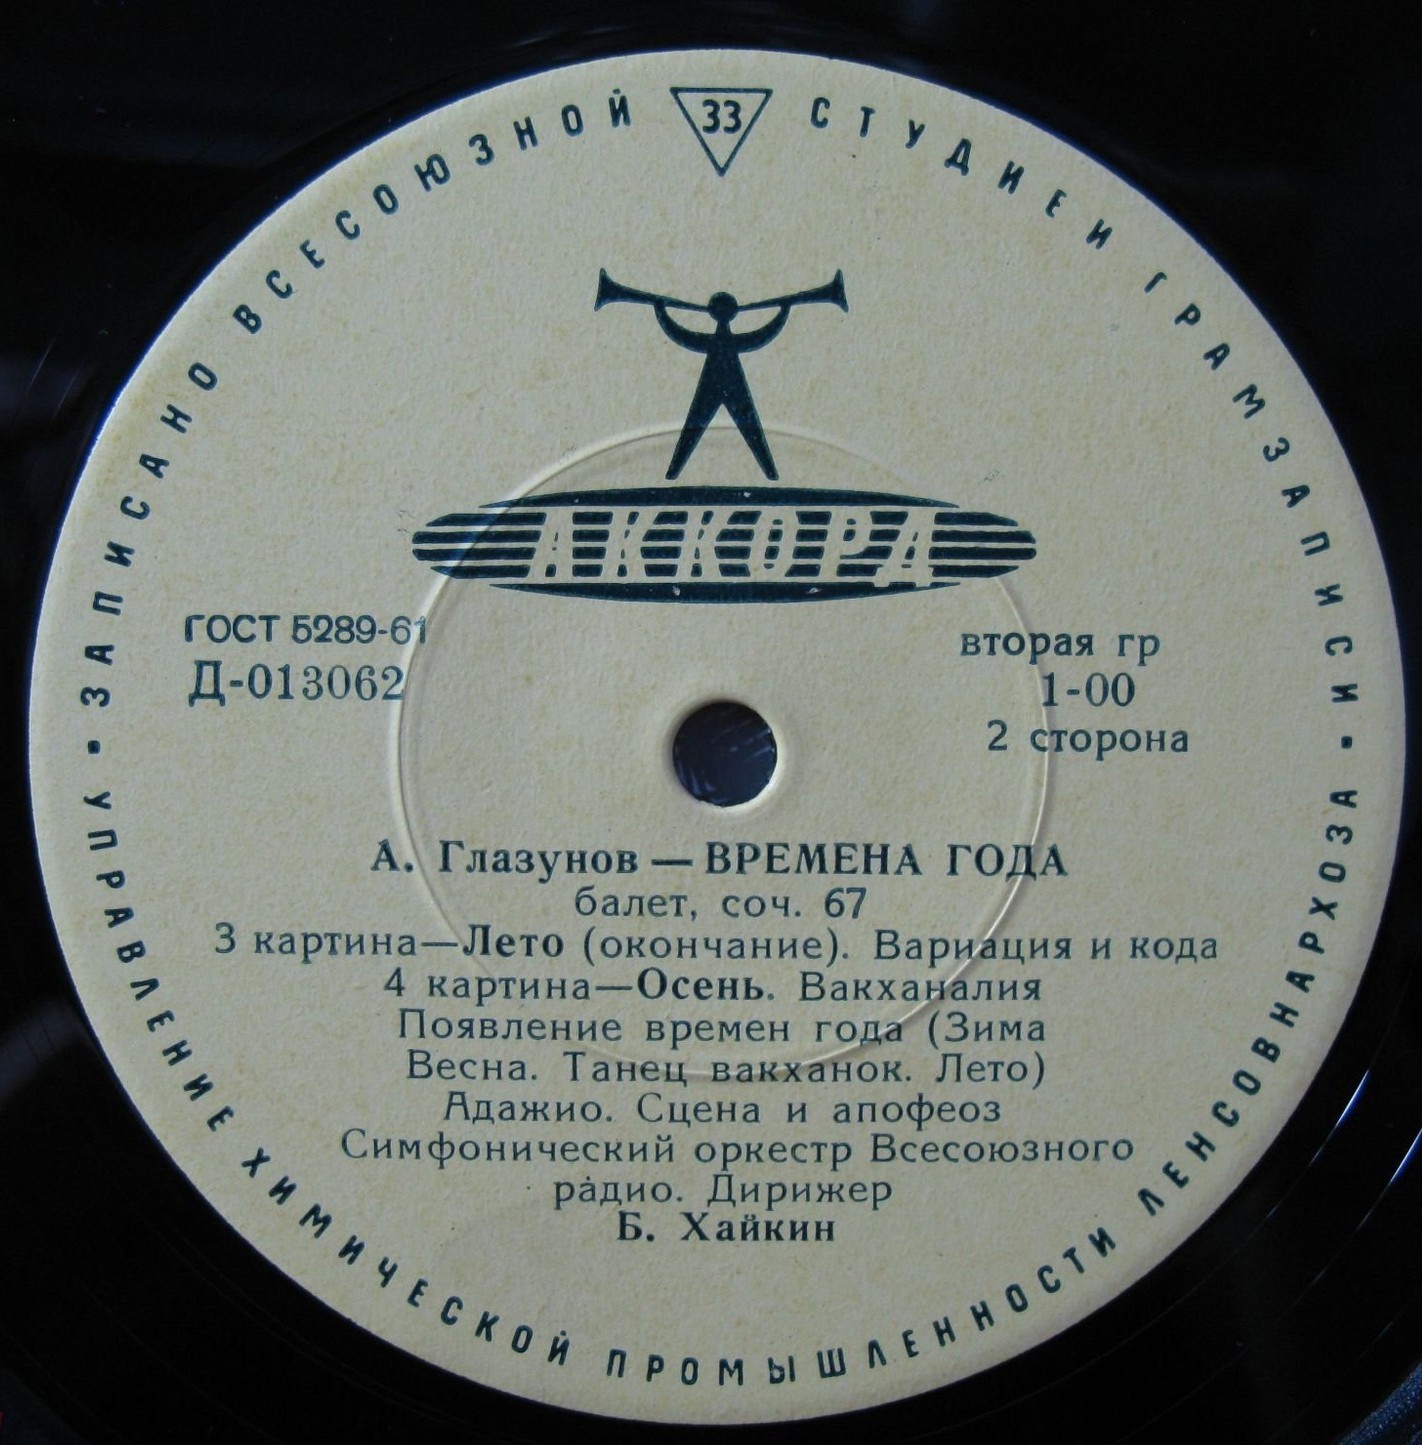 ЗАПИСАНО ВСЕСОЮЗНОЙ 33 СТУДИЕЙ ГРАМЗАПИСИ •
АККОРД
ГОСТ 5289-61
Д-013062
вторая гр
1-00
2 сторона
А. Глазунов — ВРЕМЕНА ГОДА
балет, соч. 67
3 картина—Лето (окончание). Вариация и кода
4 картина—Осень. Вакханалия
Появление времен года (Зима
Весна. Танец вакханок. Лето)
Адажио. Сцена и апофеоз
Симфонический оркестр Всесоюзного
радио. Дирижер
Б. Хайкин
УПРАВЛЕНИЕ ХИМИЧЕСКОЙ ПРОМЫШЛЕННОСТИ ЛЕНСОВНАРХОЗА •